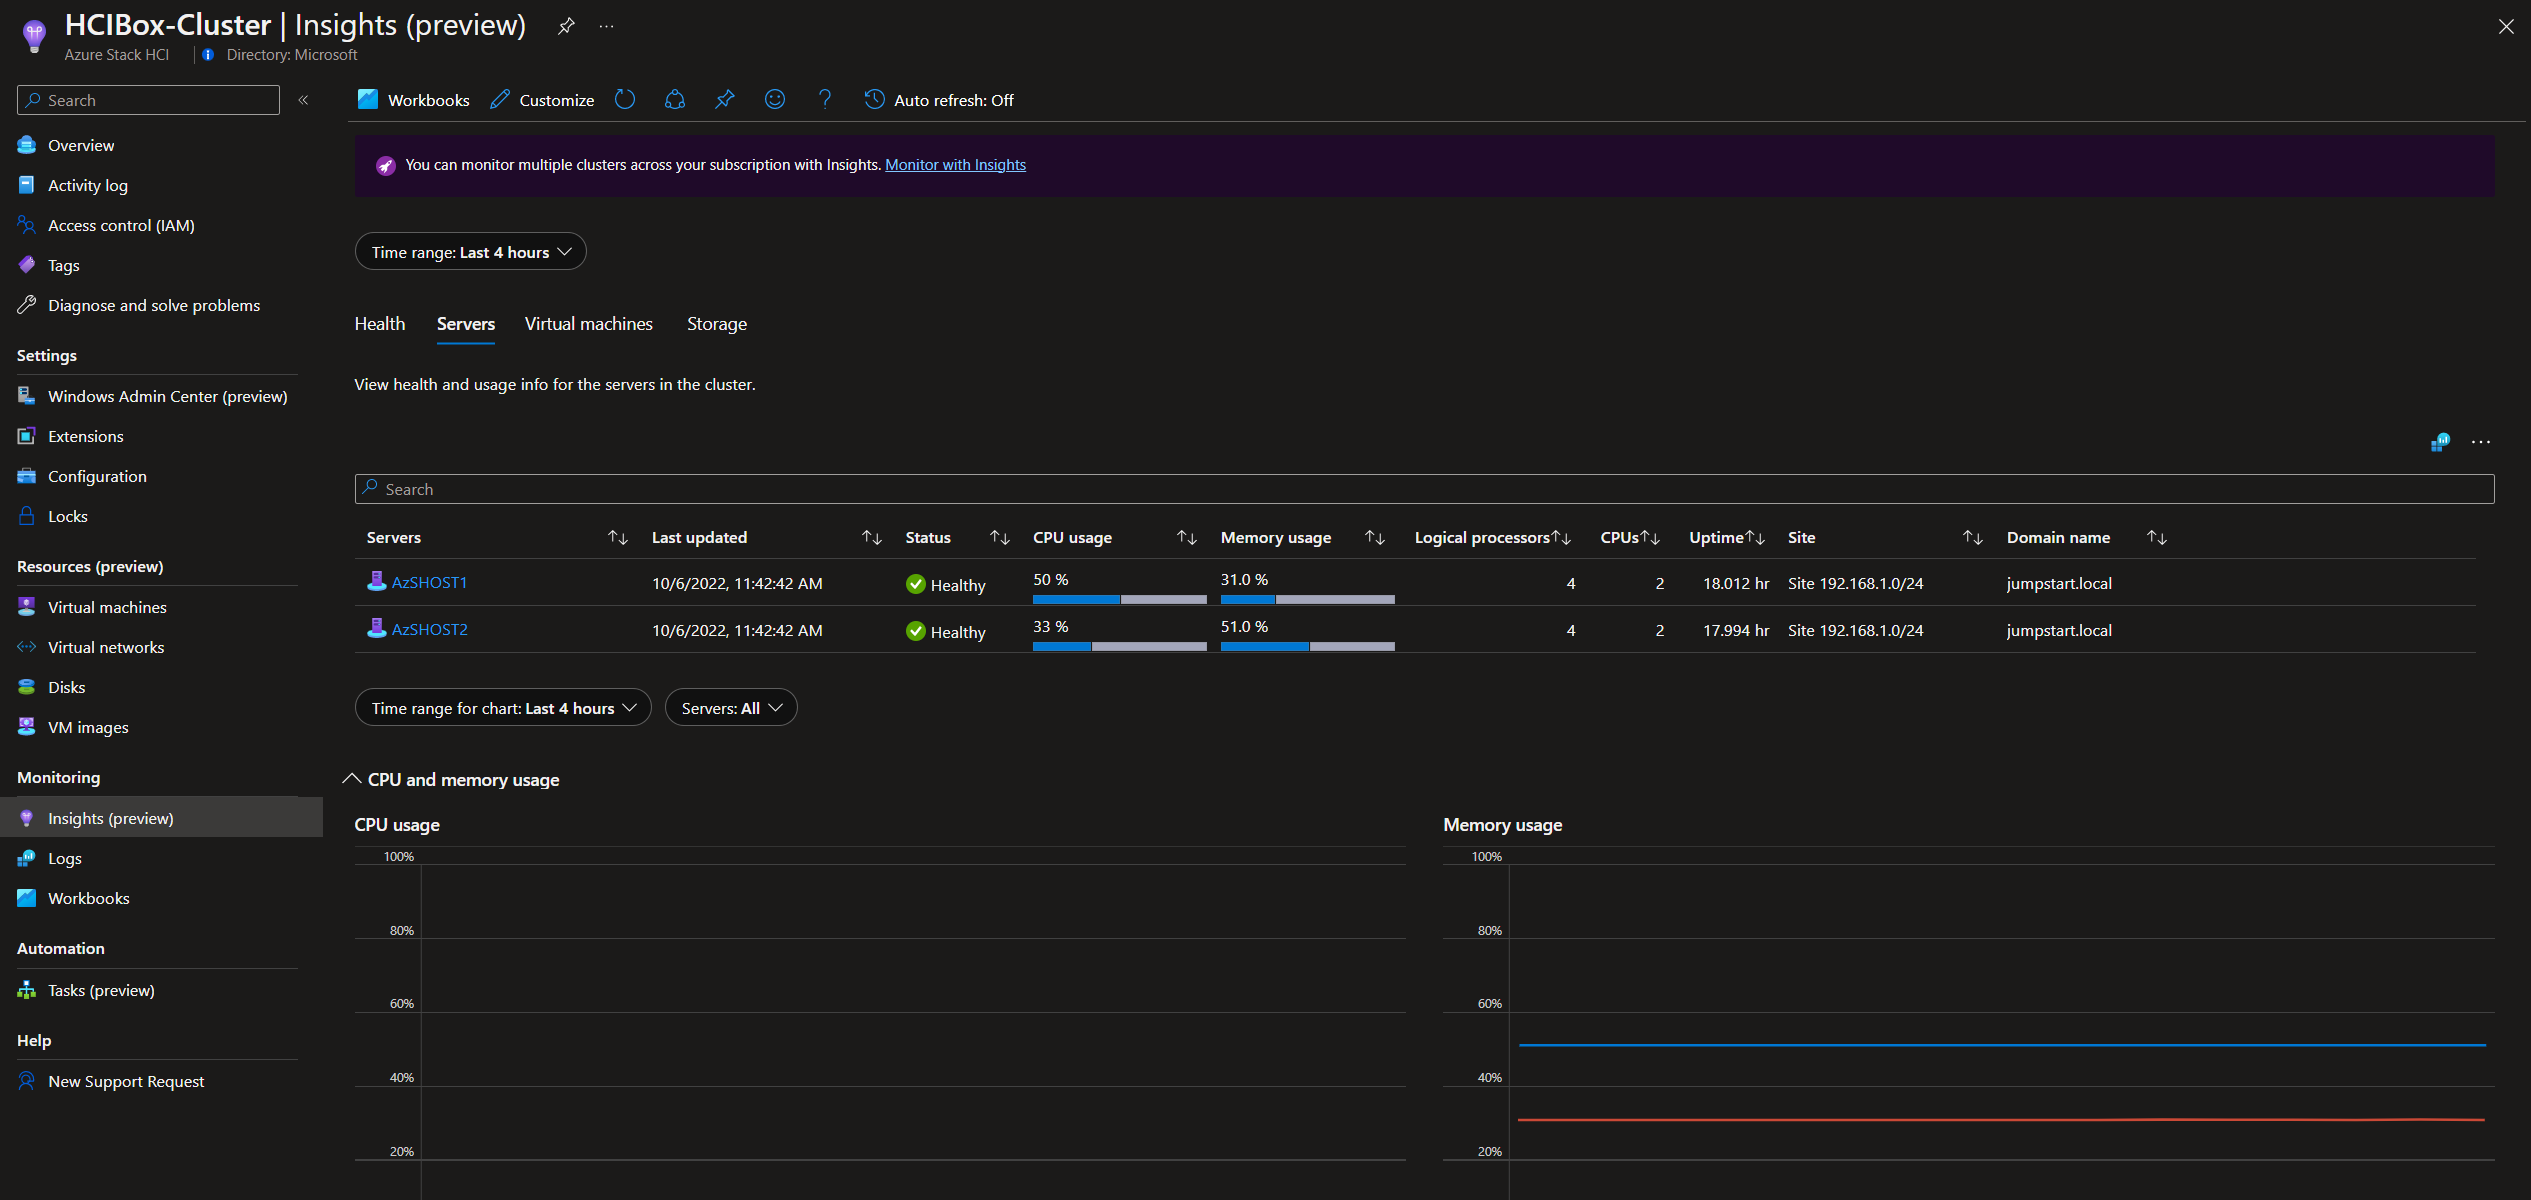 HCIBox-Cluster | Insights (preview)
Azure Stack HCI
Directory: Microsoft
Search
Overview
Activity log
Access control (IAM)
Tags
Diagnose and solve problems
Settings
Windows Admin Center (preview)
Extensions
Configuration
Locks
Resources (preview)
Virtual machines
Virtual networks
Disks
VM images
Monitoring
Insights (preview)
Logs
Workbooks
Automation
Tasks (preview)
Help
New Support Request
Workbooks Customize Auto refresh: Off
You can monitor multiple clusters across your subscription with Insights. Monitor with Insights
Time range: Last 4 hours
Health Servers Virtual machines Storage
View health and usage info for the servers in the cluster.
Search
Servers Last updated Status CPU usage Memory usage Logical processors CPUs Uptime Site Domain name
AzSHOST1 10/6/2022, 11:42:42 AM Healthy 50 % 31.0 % 4 2 18.012 hr Site 192.168.1.0/24 jumpstart.local
AzSHOST2 10/6/2022, 11:42:42 AM Healthy 33 % 51.0 % 4 2 17.994 hr Site 192.168.1.0/24 jumpstart.local
Time range for chart: Last 4 hours Servers: All
CPU and memory usage
CPU usage
100%
80%
60%
40%
20%
Memory usage
100%
80%
60%
40%
20%